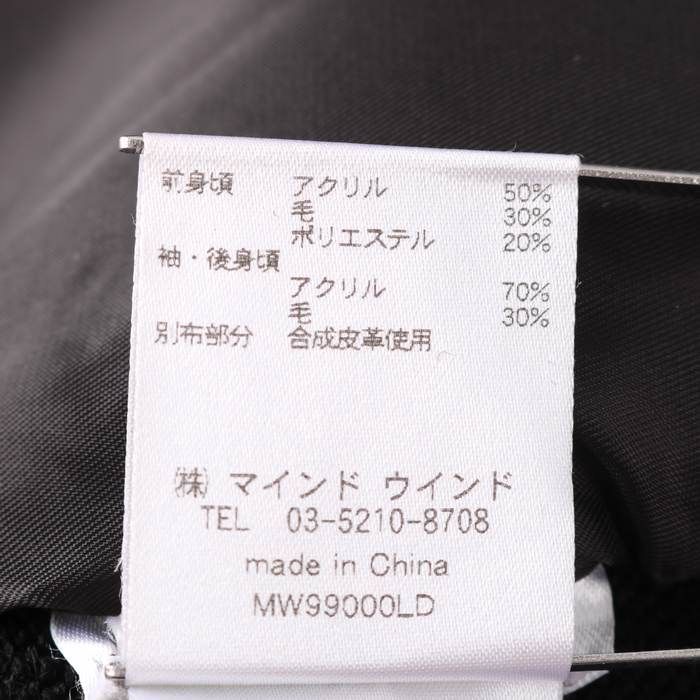 前身頃 アクリル 50%
毛 30%
ポリエステル 20%
袖・後身頃
アクリル 70%
毛 30%
別布部分 合成皮革使用
㈱ マインド ウインド
TEL 03-5210-8708
made in China
MW99000LD